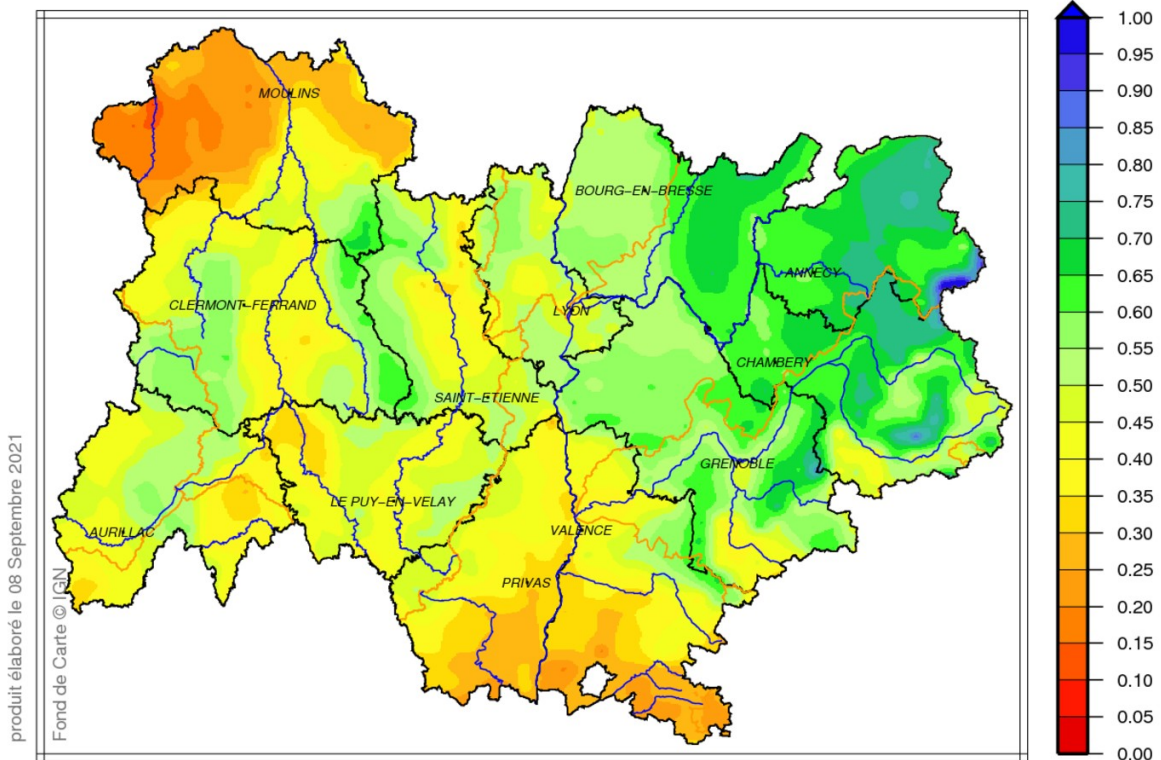 MOULINS
BOURG-EN-BRESSE
ANNECY
CLERMONT-FERRAND
LYON
CHAMBERY
SAINT-ETIENNE
GRENOBLE
LE PUY-EN-VELAY
AURILLAC
VALENCE
PRIVAS
produit élaboré le 08 Septembre 2021
Fond de Carte © IGN
1.00
0.95
0.90
0.85
0.80
0.75
0.70
0.65
0.60
0.55
0.50
0.45
0.40
0.35
0.30
0.25
0.20
0.15
0.10
0.05
0.00